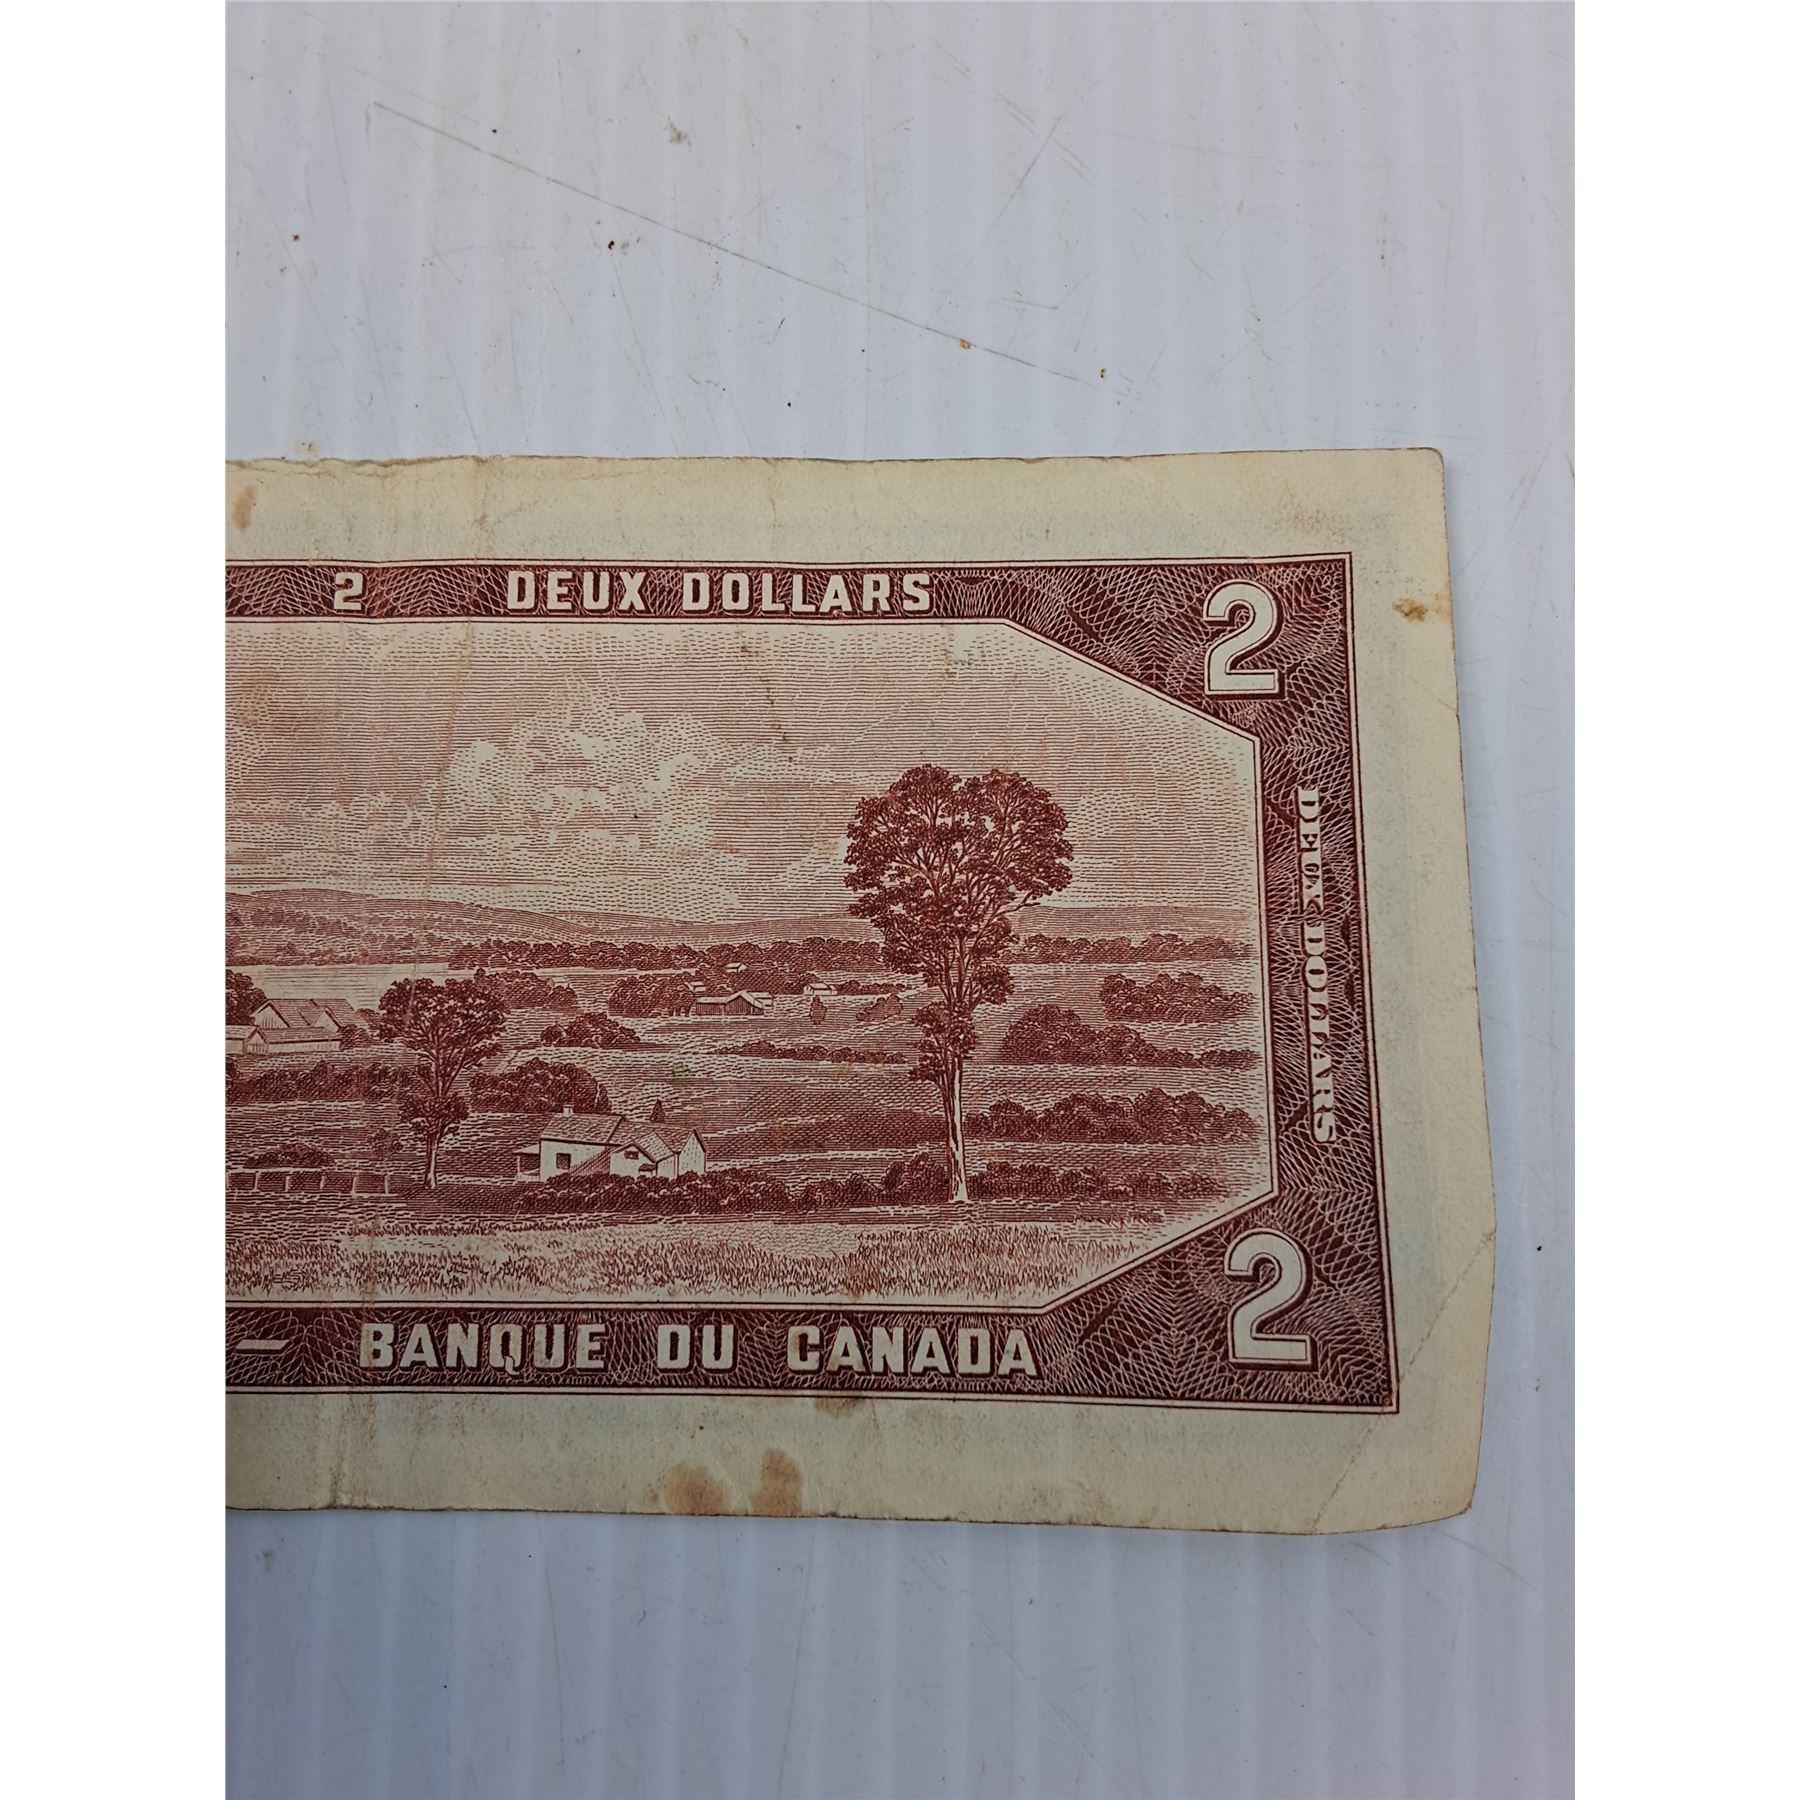 2 DEUX DOLLARS 2
DEUX DOLLARS
— BANQUE DU CANADA 2